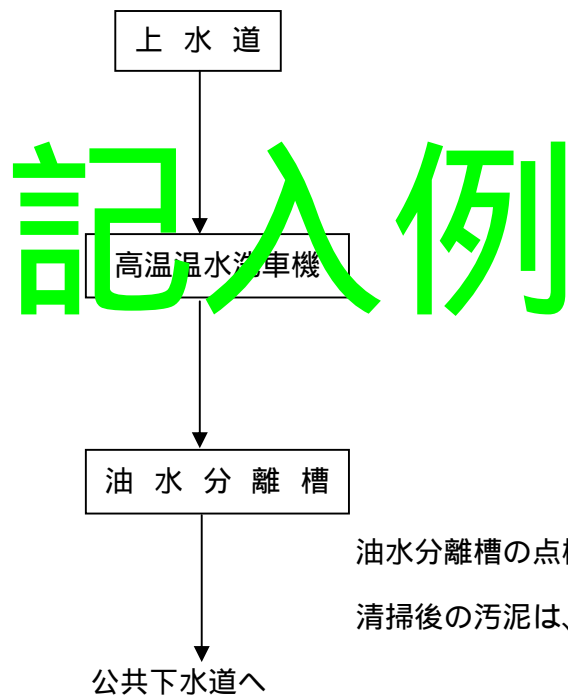 上水道
記入例
高温温水洗車機
油水分離槽
油水分離槽の点
清掃後の汚泥は、
公共下水道へ